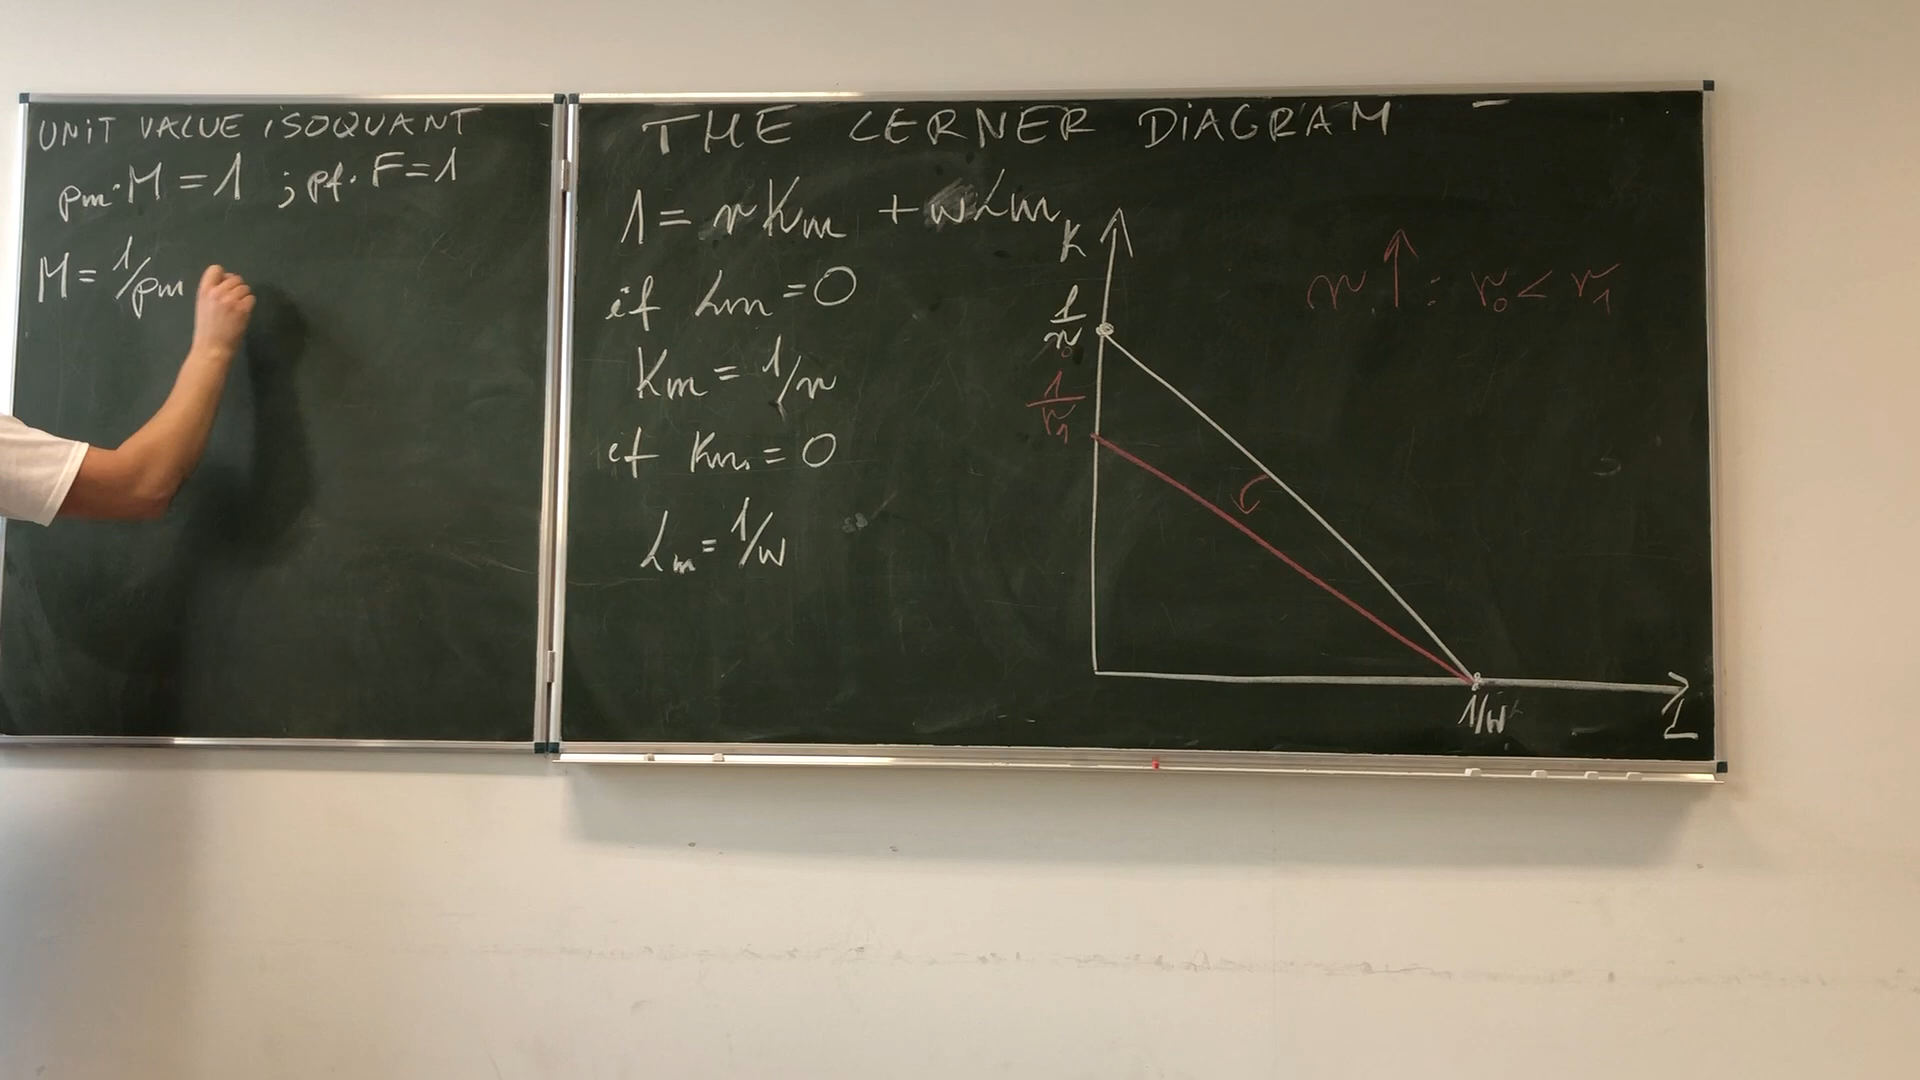 UNIT VALUE ISOQUANT
pm·M = 1 ; pf·F = 1
M = 1/pm
THE LERNER DIAGRAM
1 = rKm + wLm
if Lm = 0
Km = 1/r
if Km = 0
Lm = 1/w
K
1/r₀
1/r₁
r↑ : r₀ < r₁
1/w
L